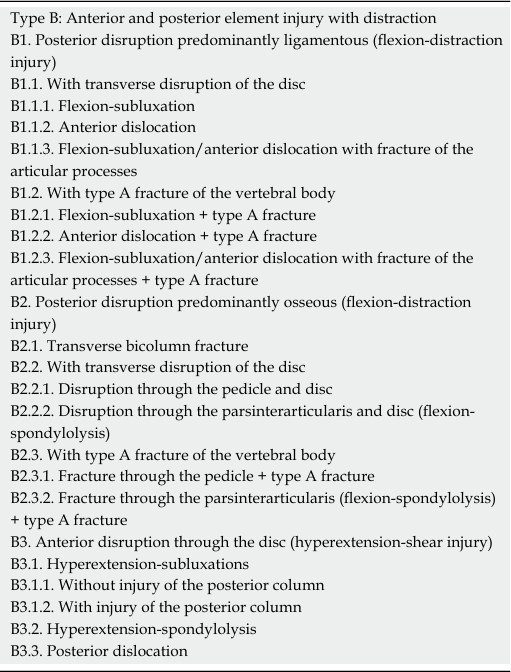 Type B: Anterior and posterior element injury with distraction
B1. Posterior disruption predominantly ligamentous (flexion-distraction
injury)
B1.1. With transverse disruption of the disc
B1.1.1. Flexion-subluxation
B1.1.2. Anterior dislocation
B1.1.3. Flexion-subluxation/anterior dislocation with fracture of the
articular processes
B1.2. With type A fracture of the vertebral body
B1.2.1. Flexion-subluxation + type A fracture
B1.2.2. Anterior dislocation + type A fracture
B1.2.3. Flexion-subluxation/anterior dislocation with fracture of the
articular processes + type A fracture
B2. Posterior disruption predominantly osseous (flexion-distraction
injury)
B2.1. Transverse bicolumn fracture
B2.2. With transverse disruption of the disc
B2.2.1. Disruption through the pedicle and disc
B2.2.2. Disruption through the parsinterarticularis and disc (flexion-
spondylolysis)
B2.3. With type A fracture of the vertebral body
B2.3.1. Fracture through the pedicle + type A fracture
B2.3.2. Fracture through the parsinterarticularis (flexion-spondylolysis)
+ type A fracture
B3. Anterior disruption through the disc (hyperextension-shear injury)
B3.1. Hyperextension-subluxations
B3.1.1. Without injury of the posterior column
B3.1.2. With injury of the posterior column
B3.2. Hyperextension-spondylolysis
B3.3. Posterior dislocation